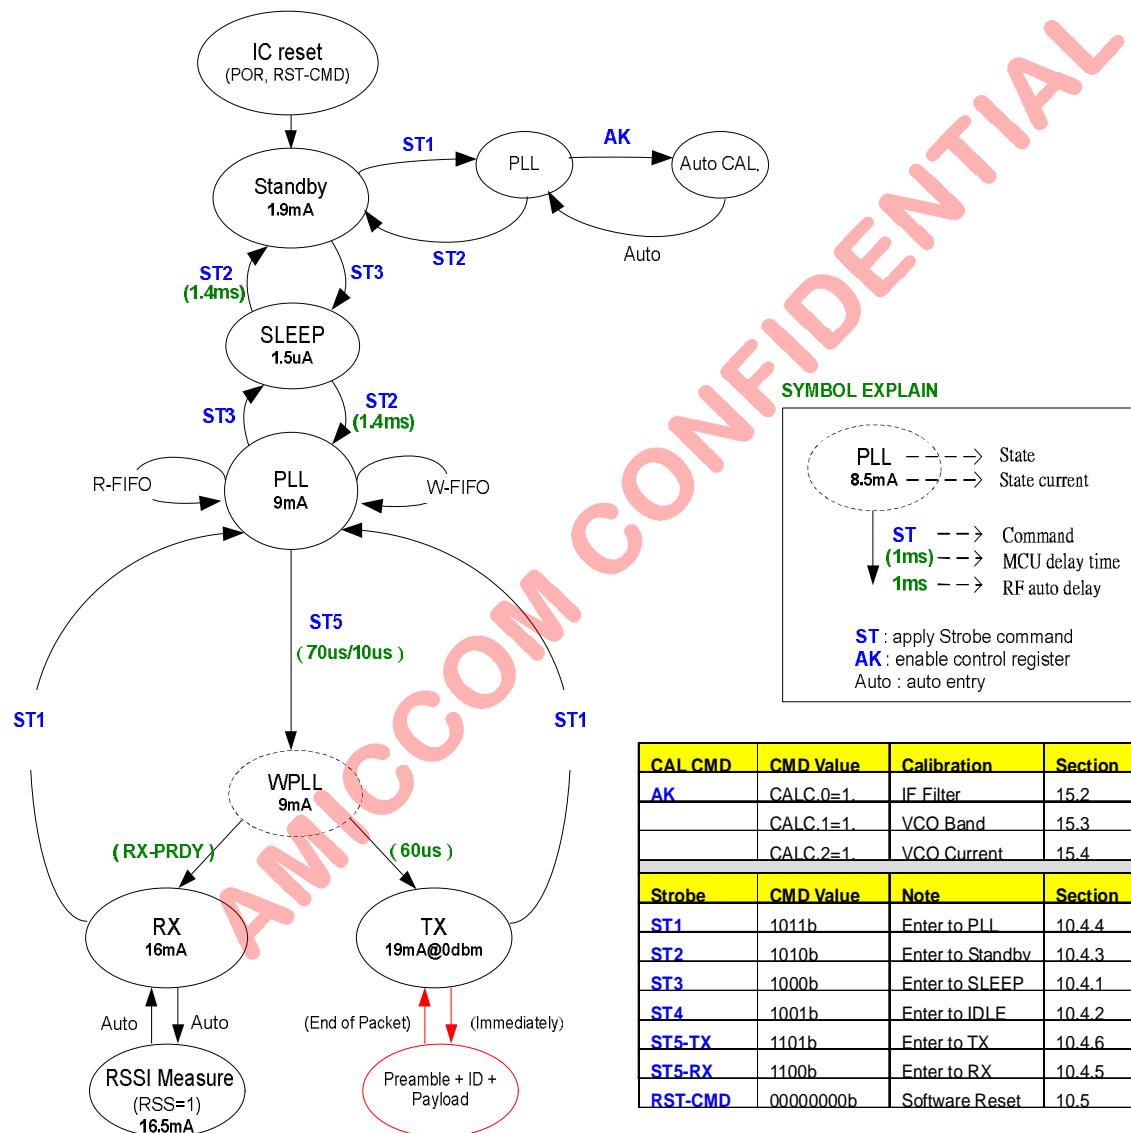 IC reset
(POR, RST-CMD)
ST1
AK
PLL
Auto CAL.
Standby
1.9mA
ST2
Auto
ST2
(1.4ms)
ST3
SLEEP
1.5uA
ST3
ST2
(1.4ms)
R-FIFO
PLL
9mA
W-FIFO
ST5
( 70us/10us )
ST1
ST1
WPLL
9mA
( RX-PRDY )
( 60us )
RX
16mA
TX
19mA@0dbm
Auto
Auto
(End of Packet)
(Immediately)
RSSI Measure
(RSS=1)
16.5mA
Preamble + ID +
Payload
SYMBOL EXPLAIN
PLL
8.5mA
State
State current
ST
(1ms)
1ms
Command
MCU delay time
RF auto delay
ST : apply Strobe command
AK : enable control register
Auto : auto entry
CAL CMD CMD Value Calibration Section
AK CALC.0=1. IF Filter 15.2
CALC.1=1. VCO Band 15.3
CALC.2=1. VCO Current 15.4
Strobe CMD Value Note Section
ST1 1011b Enter to PLL 10.4.4
ST2 1010b Enter to Standby 10.4.3
ST3 1000b Enter to SLEEP 10.4.1
ST4 1001b Enter to IDLE 10.4.2
ST5-TX 1101b Enter to TX 10.4.6
ST5-RX 1100b Enter to RX 10.4.5
RST-CMD 00000000b Software Reset 10.5
AMICCOM CONFIDENTIAL